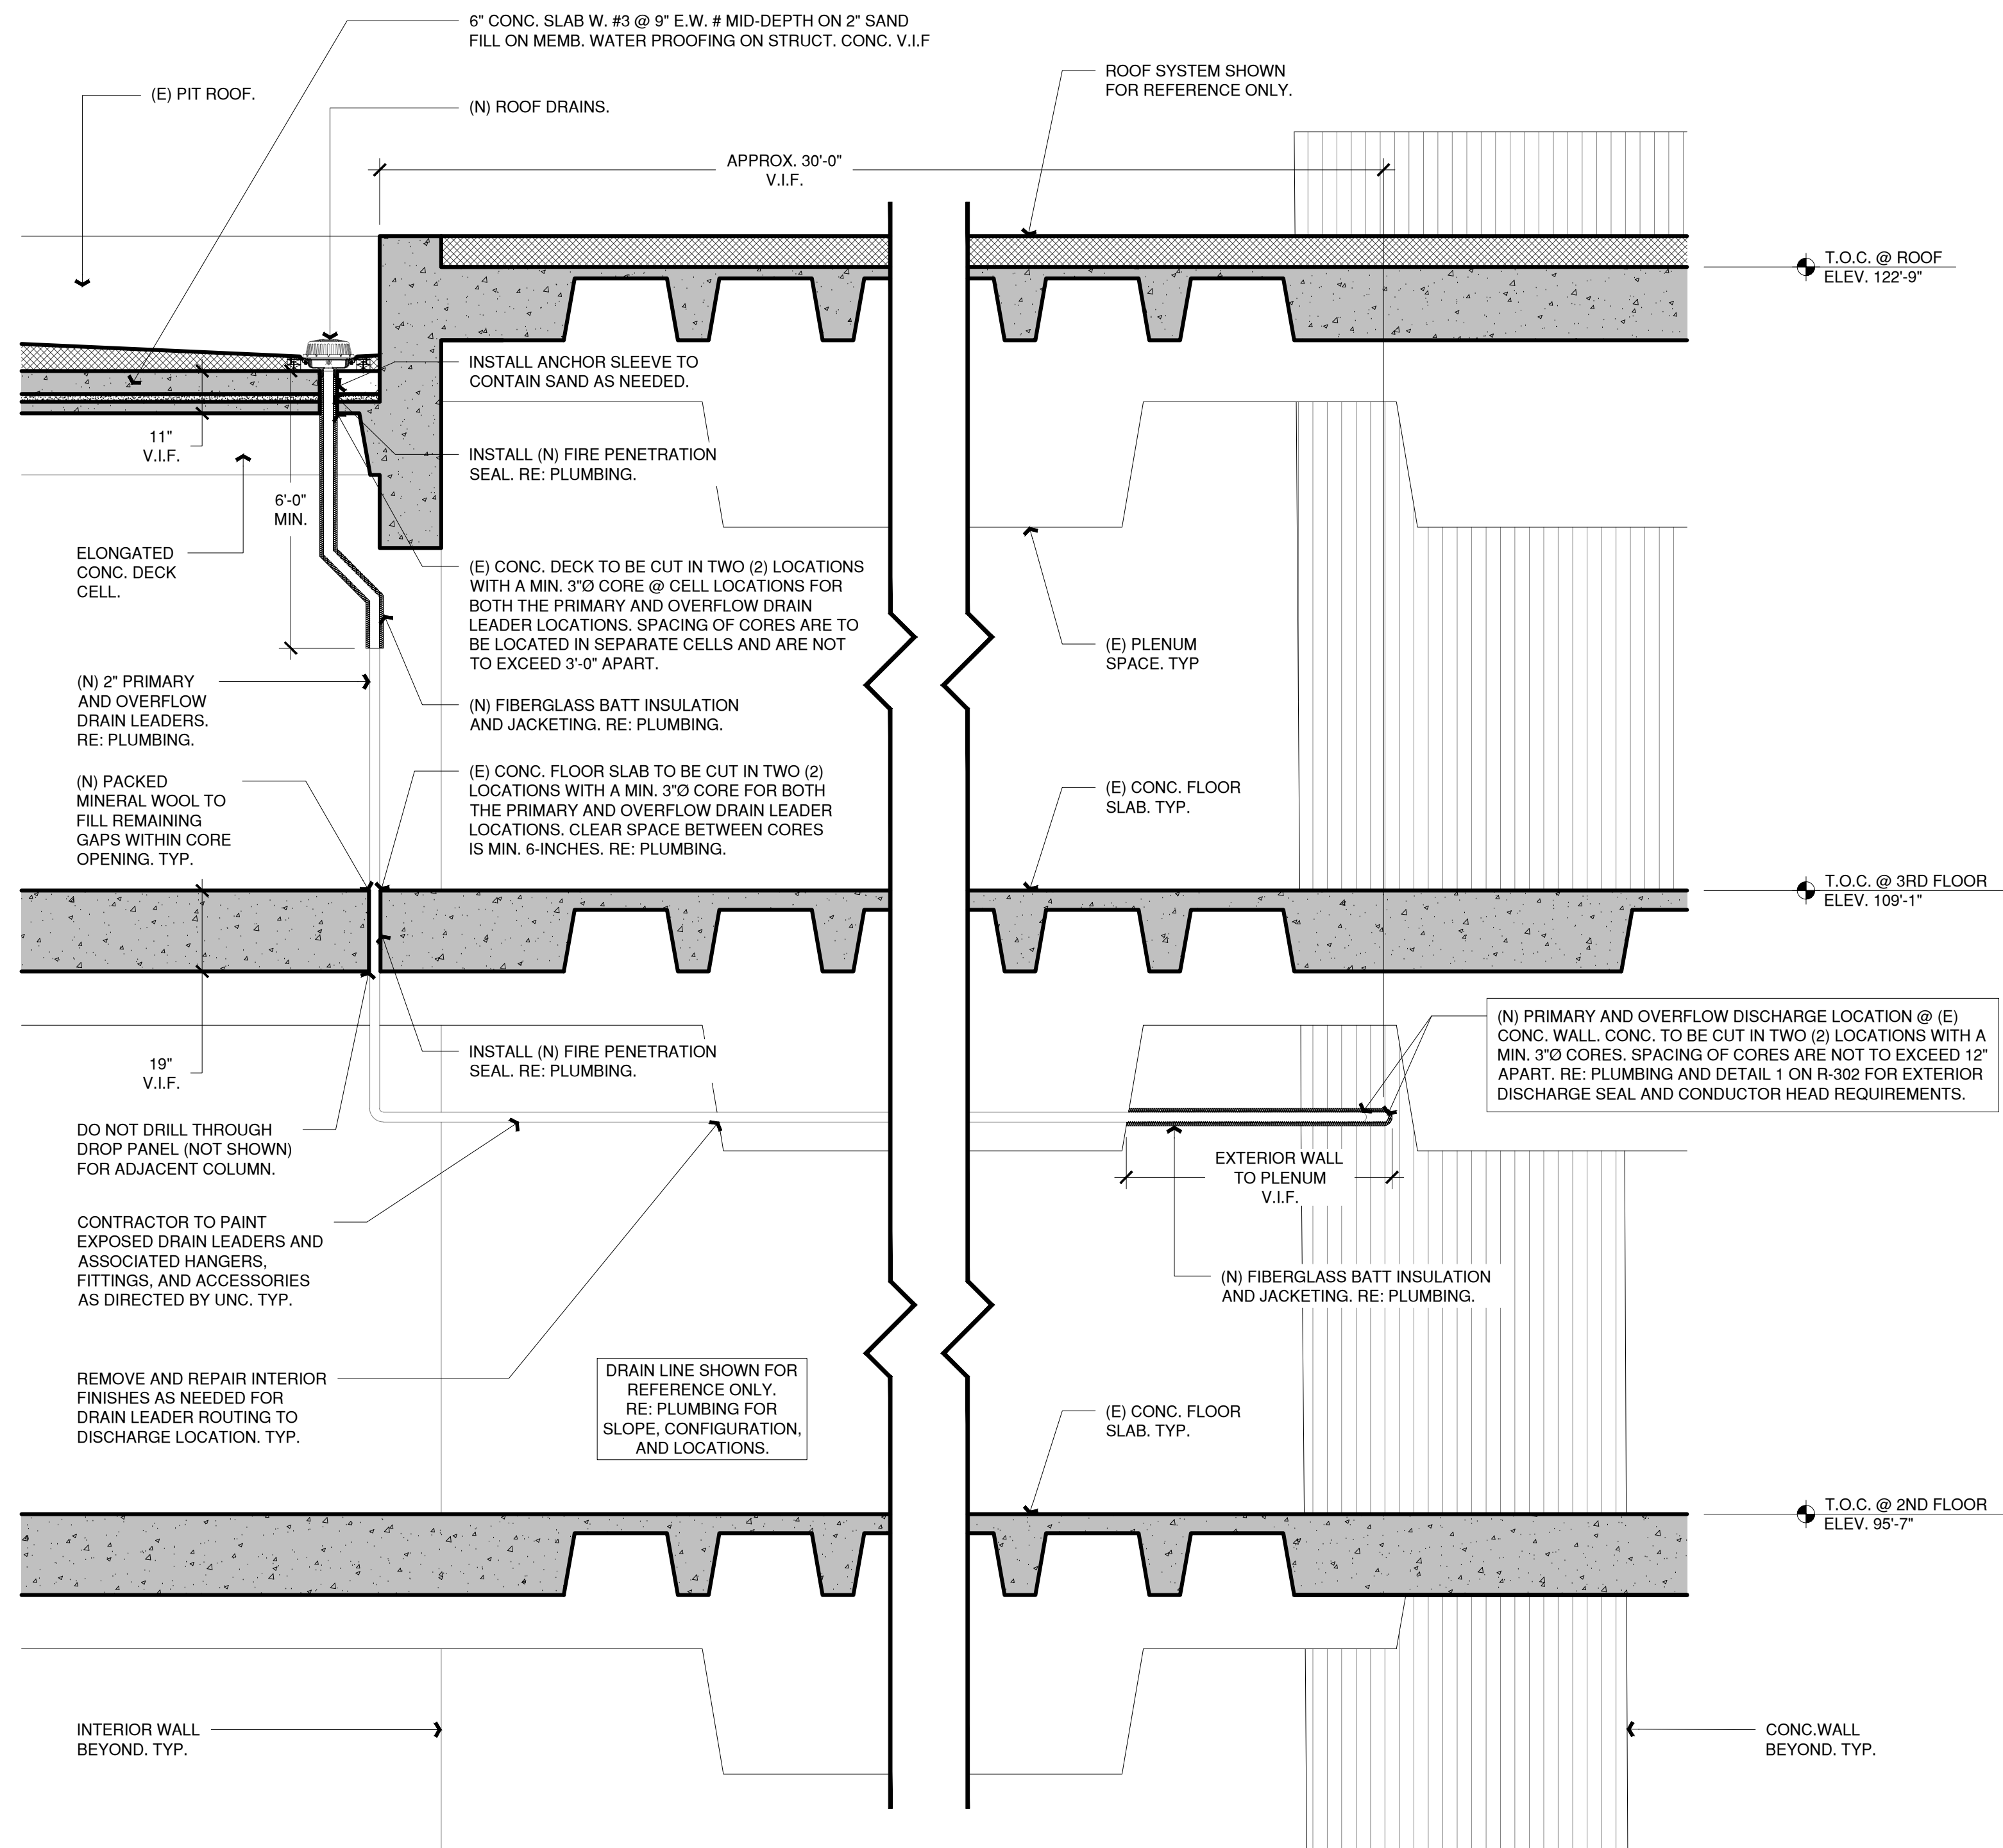 6" CONC. SLAB W. #3 @ 9" E.W. # MID-DEPTH ON 2" SAND
FILL ON MEMB. WATER PROOFING ON STRUCT. CONC. V.I.F
(E) PIT ROOF.
(N) ROOF DRAINS.
ROOF SYSTEM SHOWN
FOR REFERENCE ONLY.
APPROX. 30'-0"
V.I.F.
T.O.C. @ ROOF
ELEV. 122'-9"
INSTALL ANCHOR SLEEVE TO
CONTAIN SAND AS NEEDED.
11"
V.I.F.
INSTALL (N) FIRE PENETRATION
SEAL. RE: PLUMBING.
6'-0"
MIN.
ELONGATED
CONC. DECK
CELL.
(E) CONC. DECK TO BE CUT IN TWO (2) LOCATIONS
WITH A MIN. 3"Ø CORE @ CELL LOCATIONS FOR
BOTH THE PRIMARY AND OVERFLOW DRAIN
LEADER LOCATIONS. SPACING OF CORES ARE TO
BE LOCATED IN SEPARATE CELLS AND ARE NOT
TO EXCEED 3'-0" APART.
(E) PLENUM
SPACE. TYP
(N) 2" PRIMARY
AND OVERFLOW
DRAIN LEADERS.
RE: PLUMBING.
(N) FIBERGLASS BATT INSULATION
AND JACKETING. RE: PLUMBING.
(N) PACKED
MINERAL WOOL TO
FILL REMAINING
GAPS WITHIN CORE
OPENING. TYP.
(E) CONC. FLOOR SLAB TO BE CUT IN TWO (2)
LOCATIONS WITH A MIN. 3"Ø CORE FOR BOTH
THE PRIMARY AND OVERFLOW DRAIN LEADER
LOCATIONS. CLEAR SPACE BETWEEN CORES
IS MIN. 6-INCHES. RE: PLUMBING.
(E) CONC. FLOOR
SLAB. TYP.
T.O.C. @ 3RD FLOOR
ELEV. 109'-1"
19"
V.I.F.
INSTALL (N) FIRE PENETRATION
SEAL. RE: PLUMBING.
(N) PRIMARY AND OVERFLOW DISCHARGE LOCATION @ (E)
CONC. WALL. CONC. TO BE CUT IN TWO (2) LOCATIONS WITH A
MIN. 3"Ø CORES. SPACING OF CORES ARE NOT TO EXCEED 12"
APART. RE: PLUMBING AND DETAIL 1 ON R-302 FOR EXTERIOR
DISCHARGE SEAL AND CONDUCTOR HEAD REQUIREMENTS.
DO NOT DRILL THROUGH
DROP PANEL (NOT SHOWN)
FOR ADJACENT COLUMN.
EXTERIOR WALL
TO PLENUM
V.I.F.
CONTRACTOR TO PAINT
EXPOSED DRAIN LEADERS AND
ASSOCIATED HANGERS,
FITTINGS, AND ACCESSORIES
AS DIRECTED BY UNC. TYP.
(N) FIBERGLASS BATT INSULATION
AND JACKETING. RE: PLUMBING.
REMOVE AND REPAIR INTERIOR
FINISHES AS NEEDED FOR
DRAIN LEADER ROUTING TO
DISCHARGE LOCATION. TYP.
DRAIN LINE SHOWN FOR
REFERENCE ONLY.
RE: PLUMBING FOR
SLOPE, CONFIGURATION,
AND LOCATIONS.
(E) CONC. FLOOR
SLAB. TYP.
T.O.C. @ 2ND FLOOR
ELEV. 95'-7"
INTERIOR WALL
BEYOND. TYP.
CONC.WALL
BEYOND. TYP.